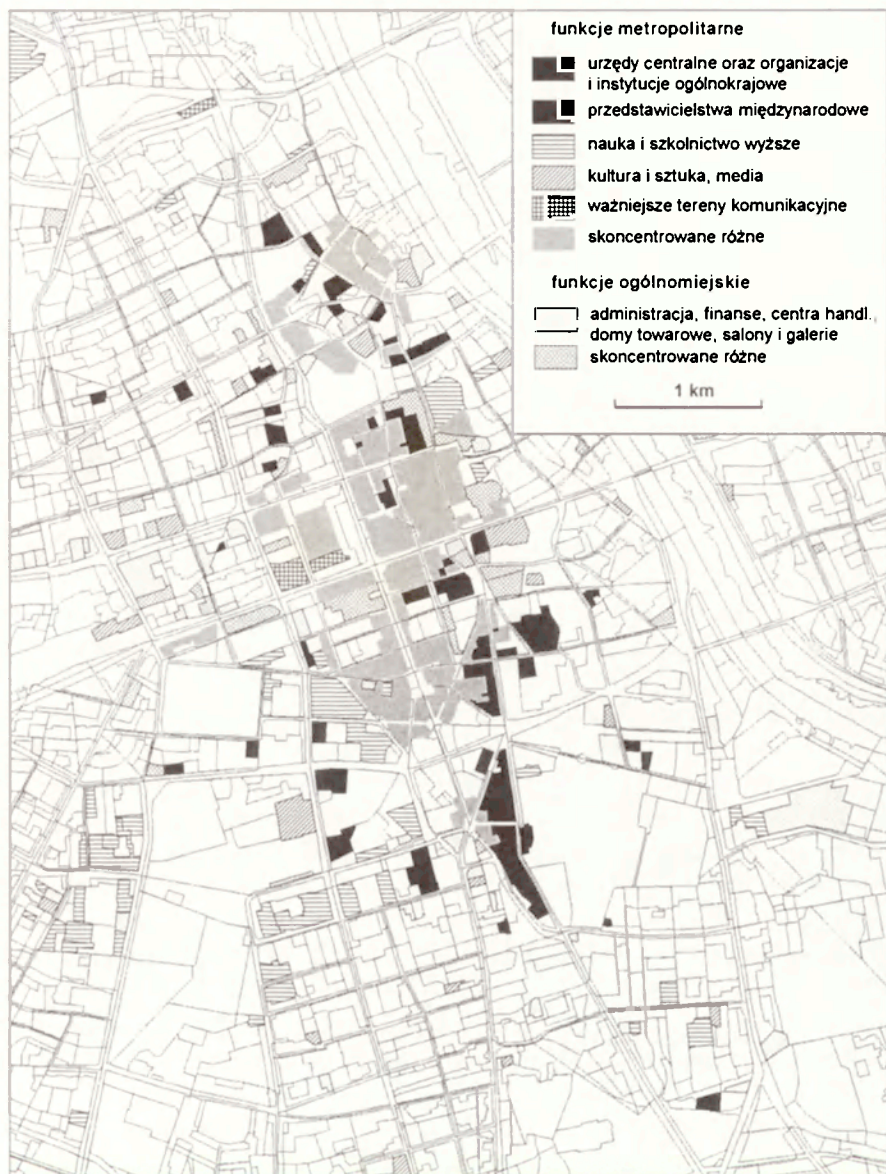 funkcje metropolitarne
urzędy centralne oraz organizacje
i instytucje ogólnokrajowe
przedstawicielstwa międzynarodowe
nauka i szkolnictwo wyższe
kultura i sztuka, media
ważniejsze tereny komunikacyjne
skoncentrowane różne
funkcje ogólnomiejskie
administracja, finanse, centra handl.
domy towarowe, salony i galerie
skoncentrowane różne
1 km